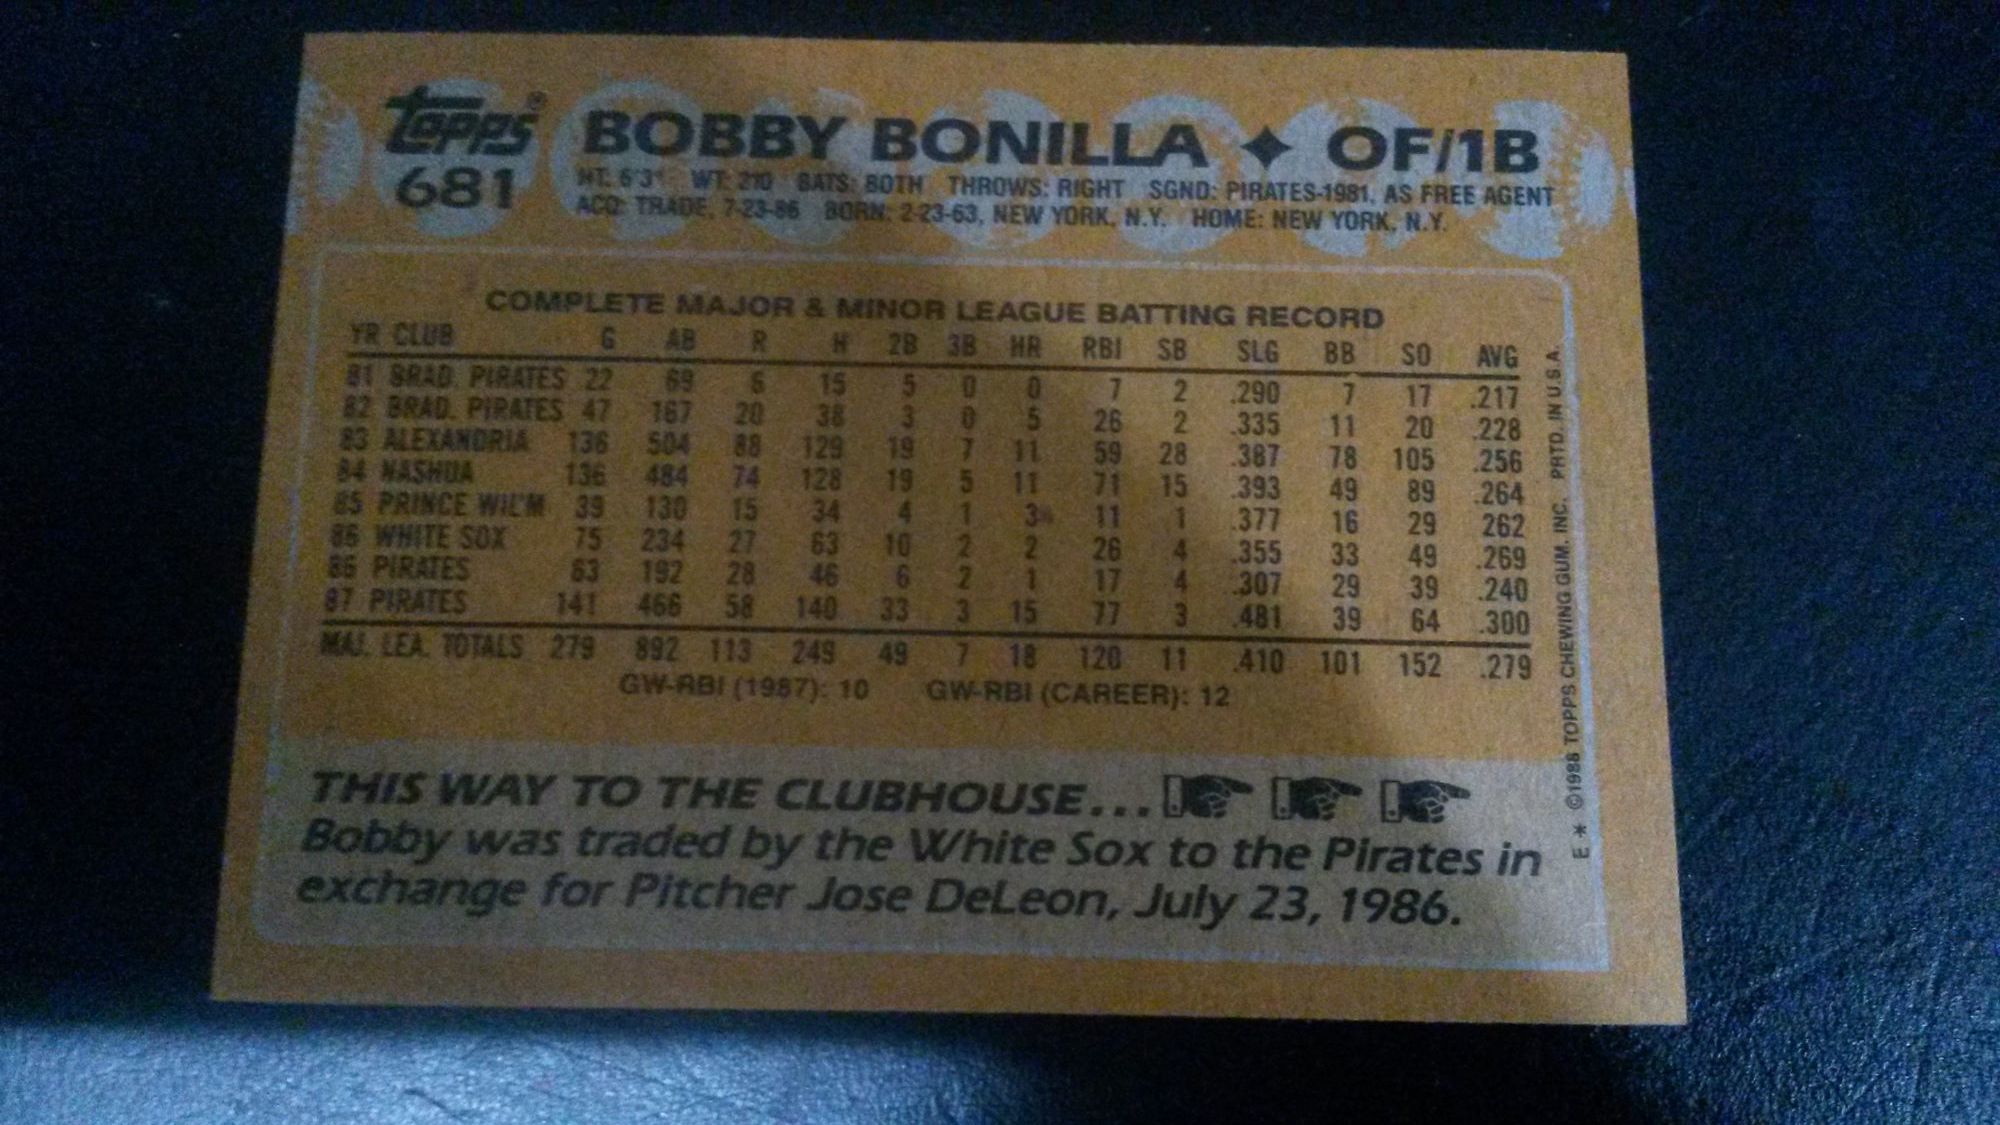 topps®
681
BOBBY BONILLA ✦ OF/1B
HT: 6'3" WT: 210 BATS: BOTH THROWS: RIGHT SGND: PIRATES-1981, AS FREE AGENT
ACQ: TRADE, 7-23-86 BORN: 2-23-63, NEW YORK, N.Y. HOME: NEW YORK, N.Y.
COMPLETE MAJOR & MINOR LEAGUE BATTING RECORD
YR CLUB G AB R H 2B 3B HR RBI SB SLG BB SO AVG
81 BRAD. PIRATES 22 69 6 15 5 0 0 7 2 .290 7 17 .217
82 BRAD. PIRATES 47 167 20 38 3 0 5 26 2 .335 11 20 .228
83 ALEXANDRIA 136 504 88 129 19 7 11 59 28 .387 78 105 .256
84 NASHUA 136 484 74 128 19 5 11 71 15 .393 49 89 .264
85 PRINCE WIL'M 39 130 15 34 4 1 3 11 1 .377 16 29 .262
86 WHITE SOX 75 234 27 63 10 2 2 26 4 .355 33 49 .269
86 PIRATES 63 192 28 46 6 2 1 17 4 .307 29 39 .240
87 PIRATES 141 466 58 140 33 3 15 77 3 .481 39 64 .300
MAJ. LEA. TOTALS 279 892 113 249 49 7 18 120 11 .410 101 152 .279
GW-RBI (1987): 10 GW-RBI (CAREER): 12
THIS WAY TO THE CLUBHOUSE...
Bobby was traded by the White Sox to the Pirates in
exchange for Pitcher Jose DeLeon, July 23, 1986.
E* ©1988 TOPPS CHEWING GUM, INC. PRTD. IN U.S.A.